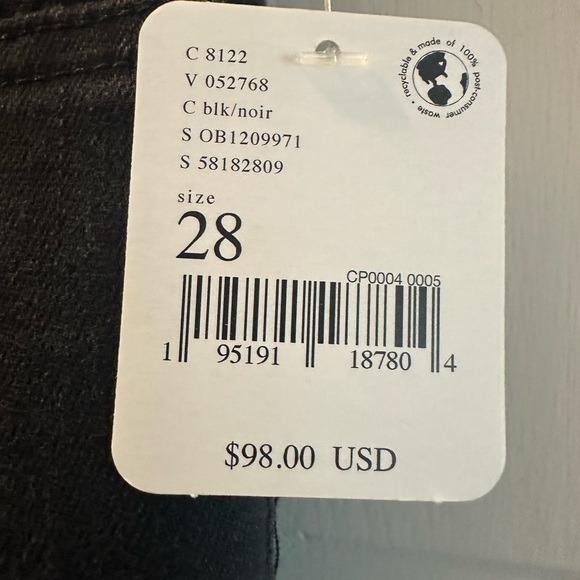 C 8122
V 052768
C blk/noir
S OB1209971
S 58182809
recyclable & made of 100% post-consumer waste •
size
28
CP0004 0005
1 95191 18780 4
$98.00 USD